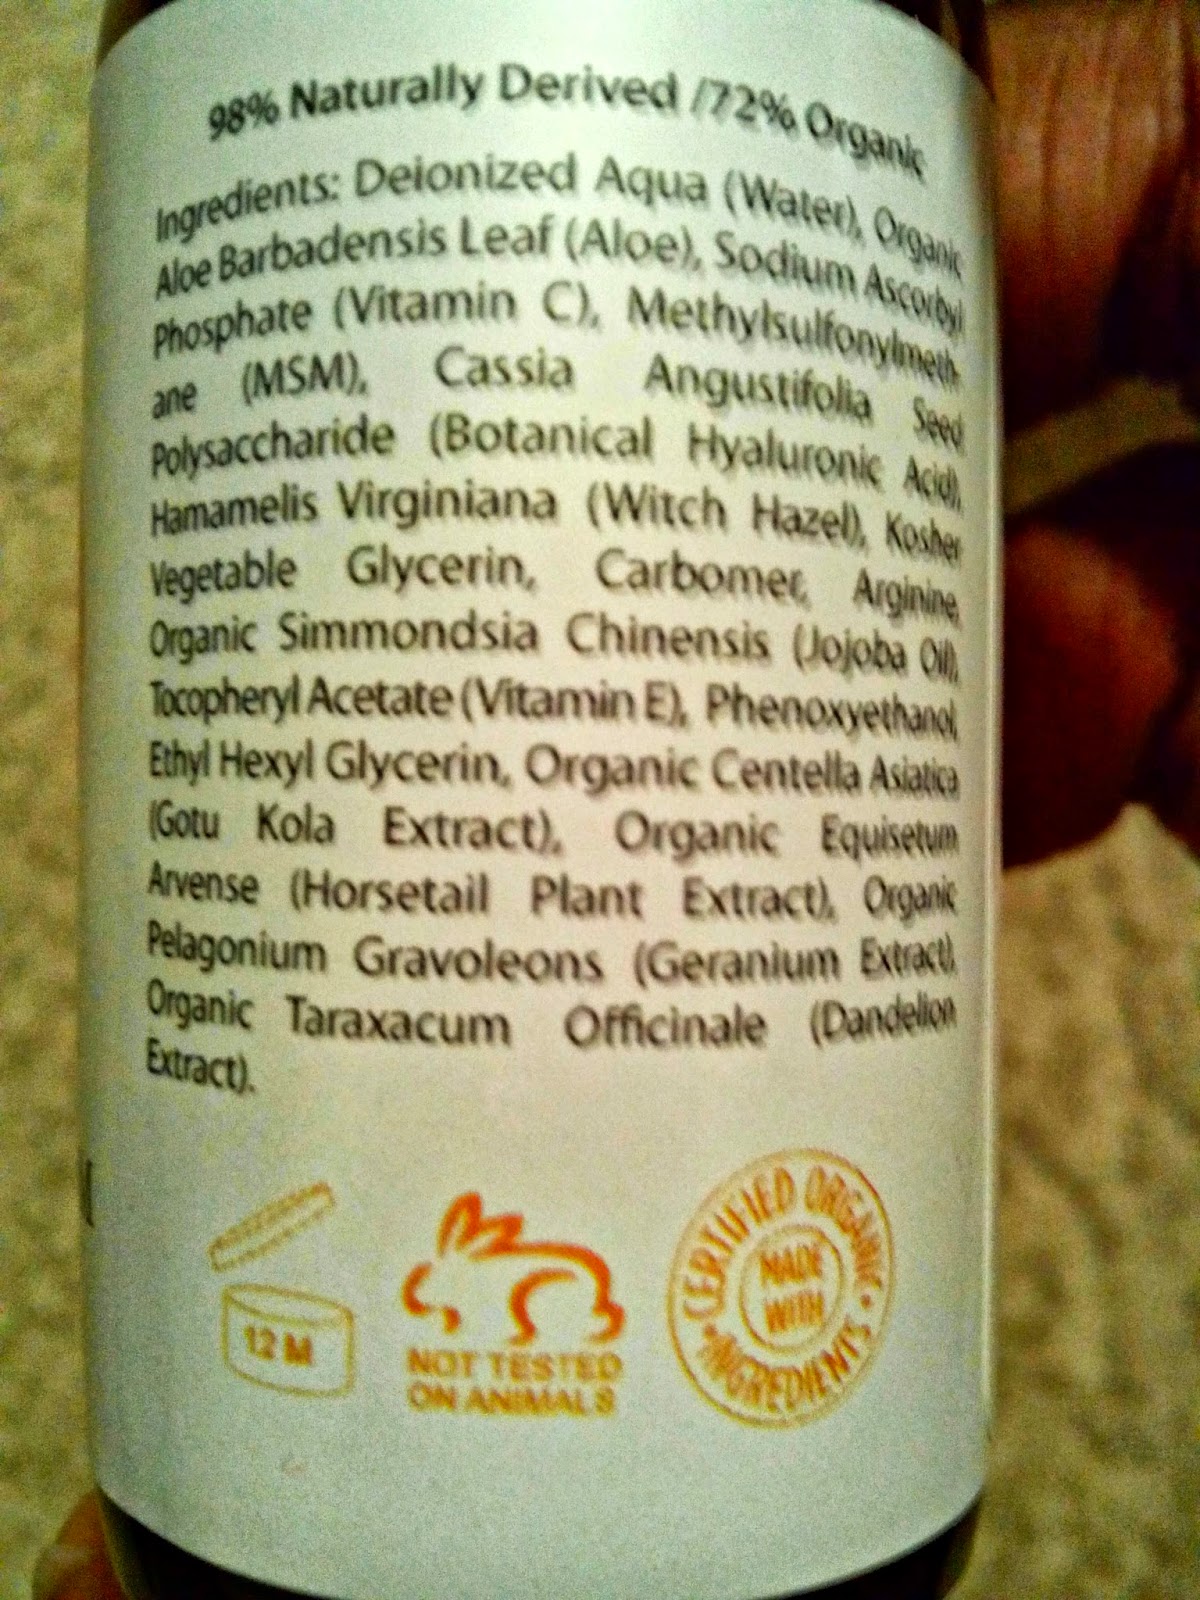 98% Naturally Derived /72% Organic
Ingredients: Deionized Aqua (Water), Organic
Aloe Barbadensis Leaf (Aloe), Sodium Ascorbyl
Phosphate (Vitamin C), Methylsulfonylmeth-
ane (MSM), Cassia Angustifolia Seed
Polysaccharide (Botanical Hyaluronic Acid),
Hamamelis Virginiana (Witch Hazel), Kosher
Vegetable Glycerin, Carbomer, Arginine,
Organic Simmondsia Chinensis (Jojoba Oil),
Tocopheryl Acetate (Vitamin E), Phenoxyethanol,
Ethyl Hexyl Glycerin, Organic Centella Asiatica
(Gotu Kola Extract), Organic Equisetum
Arvense (Horsetail Plant Extract), Organic
Pelagonium Gravoleons (Geranium Extract),
Organic Taraxacum Officinale (Dandelion
Extract).
12 M
NOT TESTED
ON ANIMALS
CERTIFIED ORGANIC
MADE
WITH
INGREDIENTS